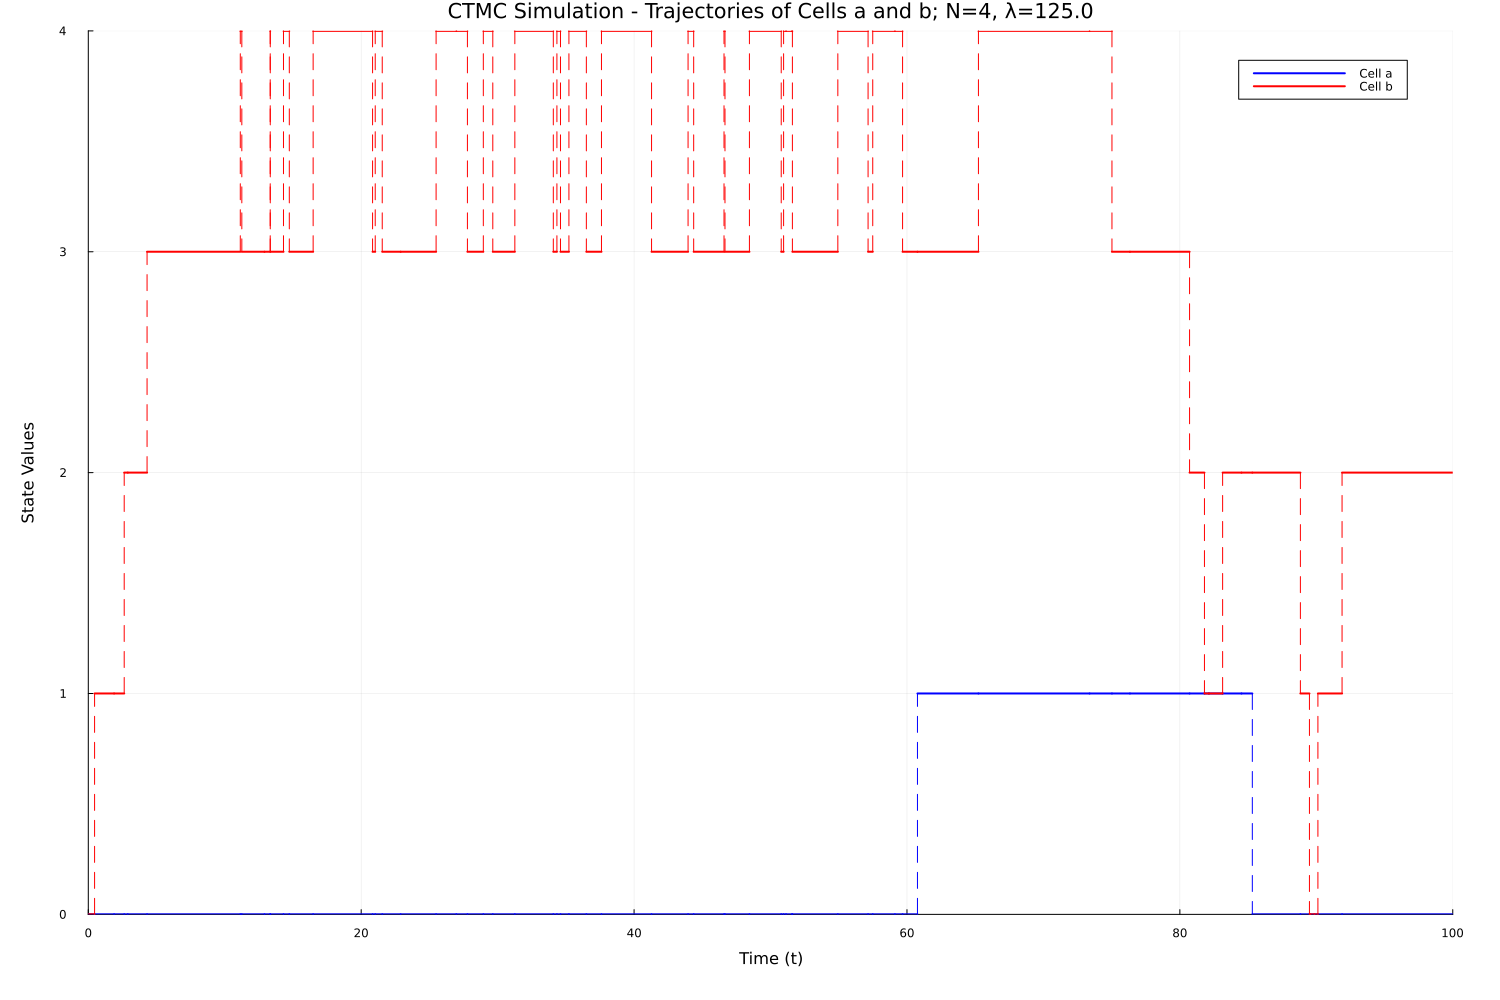 CTMC Simulation - Trajectories of Cells a and b; N=4, λ=125.0
Cell a
Cell b
State Values
4
3
2
1
0
0 20 40 60 80 100
Time (t)